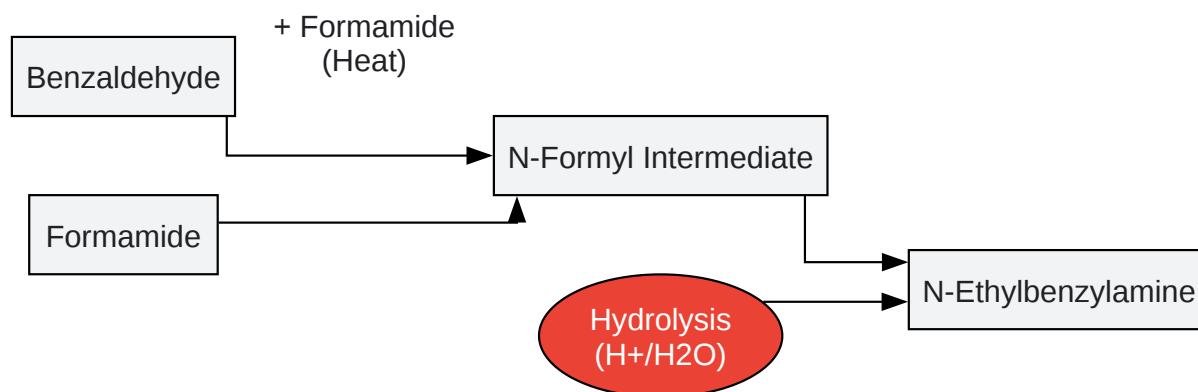 + Formamide
(Heat)
Benzaldehyde
N-Formyl Intermediate
Formamide
N-Ethylbenzylamine
Hydrolysis
(H+/H2O)